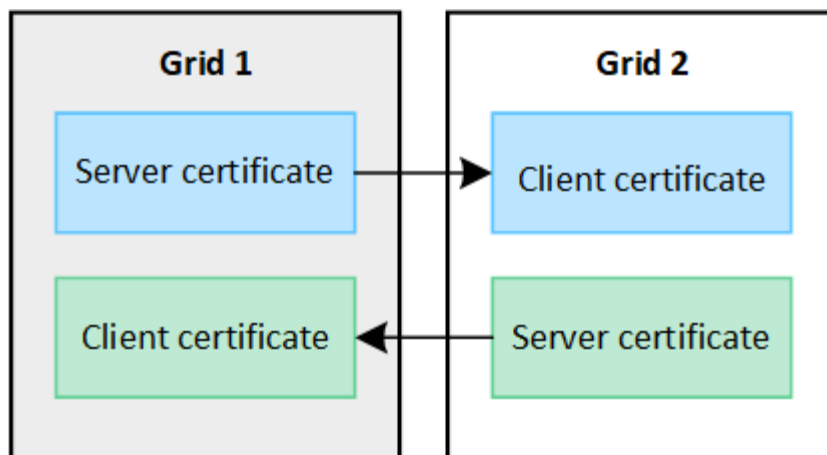 Grid 1
Grid 2
Server certificate
Client certificate
Client certificate
Server certificate